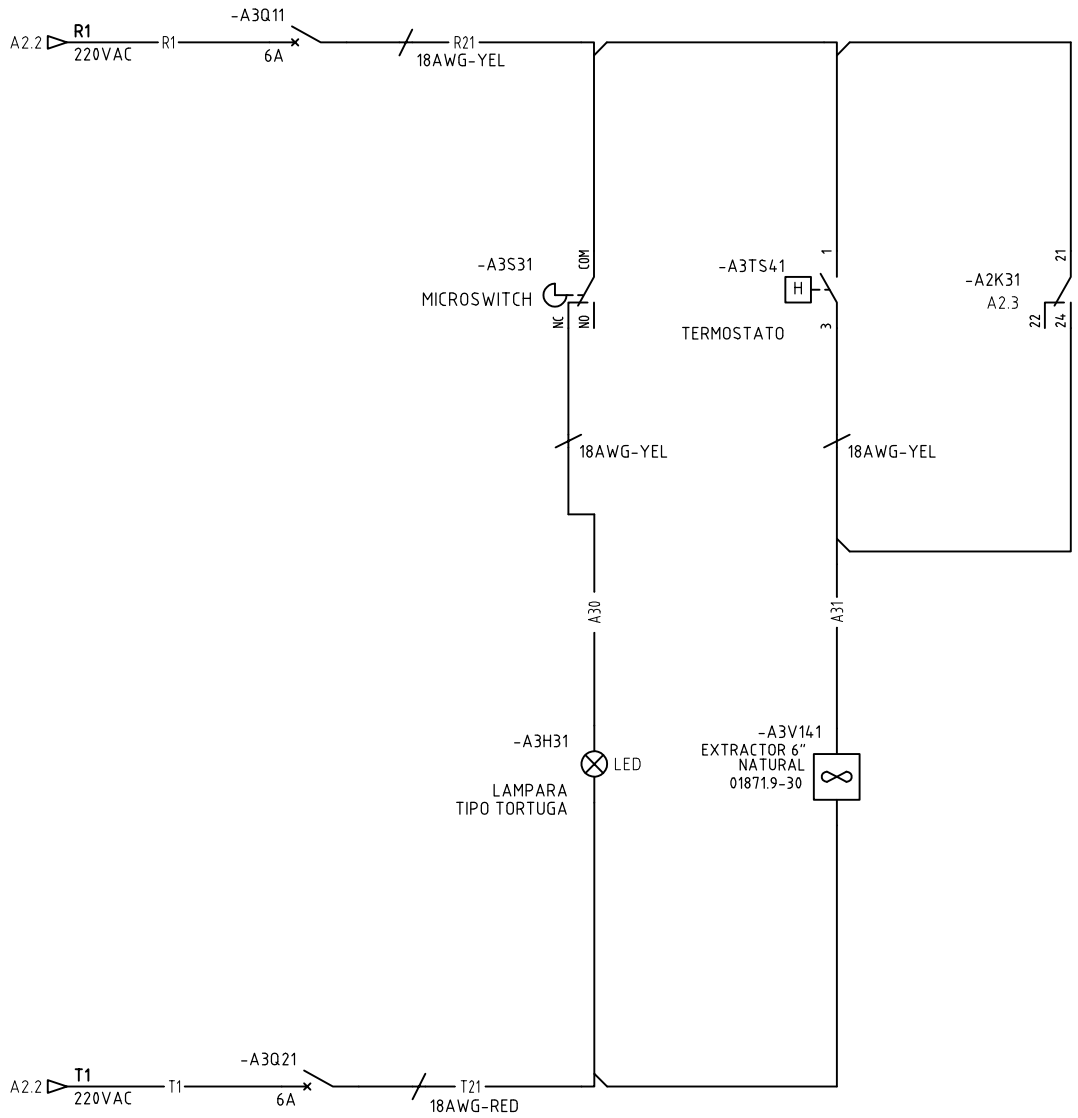 -A3Q11
A2.2
R1
220VAC
R1
6A
R21
18AWG-YEL
-A3S31
MICROSWITCH
COM
NC
NO
-A3TS41
H
TERMOSTATO
1
3
-A2K31
A2.3
21
22
24
18AWG-YEL
18AWG-YEL
A30
A31
-A3H31
LED
LAMPARA
TIPO TORTUGA
-A3V141
EXTRACTOR 6"
NATURAL
01871.9-30
-A3Q21
A2.2
T1
220VAC
T1
6A
T21
18AWG-RED